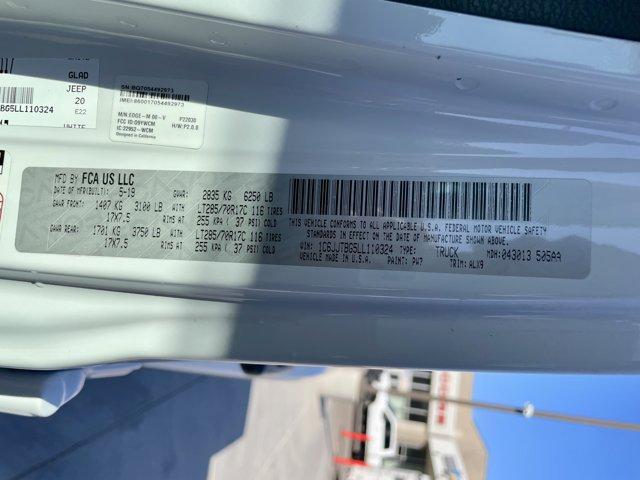 GLAD
JEEP
BG5LL110324
20
E22
WHITE
SN:BQ7054492973
IMEI:860017054492973
M/N:EDGE-M 00-V P22030
FCC ID:O9YWCM H/W:P2.0.0
IC:22952-WCM
Designed in California
MFD BY FCA US LLC
DATE OF MFR(BUILT): 5-19 GVWR: 2835 KG 6250 LB
GAWR FRONT: 1407 KG 3100 LB WITH LT285/70R17C 116 TIRES
17X7.5 RIMS AT 255 KPA ( 37 PSI) COLD
GAWR REAR: 1701 KG 3750 LB WITH LT285/70R17C 116 TIRES
17X7.5 RIMS AT 255 KPA ( 37 PSI) COLD
THIS VEHICLE CONFORMS TO ALL APPLICABLE U.S.A. FEDERAL MOTOR VEHICLE SAFETY
STANDARDS IN EFFECT ON THE DATE OF MANUFACTURE SHOWN ABOVE.
VIN: 1C6JJTBG5LL110324 TYPE: TRUCK MDH: 043013 505AA
VEHICLE MADE IN U.S.A. PAINT: PW7 TRIM: ALX9